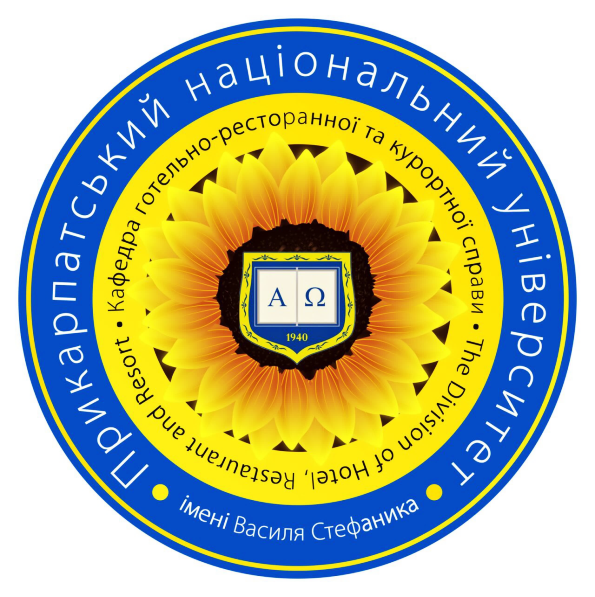 Прикарпатський національний університет
імені Василя Стефаника
Кафедра готельно-ресторанної та курортної справи • The Division of Hotel, Restaurant and Resort •
Α Ω
1940